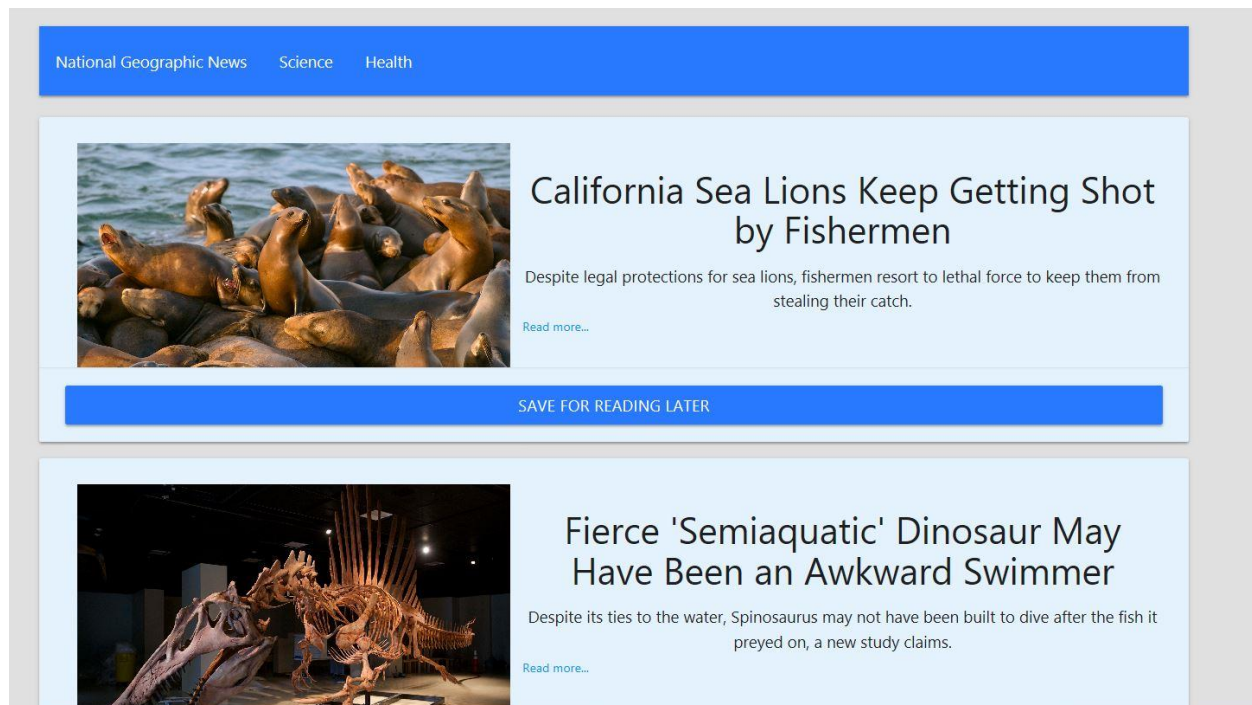 National Geographic News Science Health
California Sea Lions Keep Getting Shot
by Fishermen
Despite legal protections for sea lions, fishermen resort to lethal force to keep them from
stealing their catch.
Read more...
SAVE FOR READING LATER
Fierce 'Semiaquatic' Dinosaur May
Have Been an Awkward Swimmer
Despite its ties to the water, Spinosaurus may not have been built to dive after the fish it
preyed on, a new study claims.
Read more...